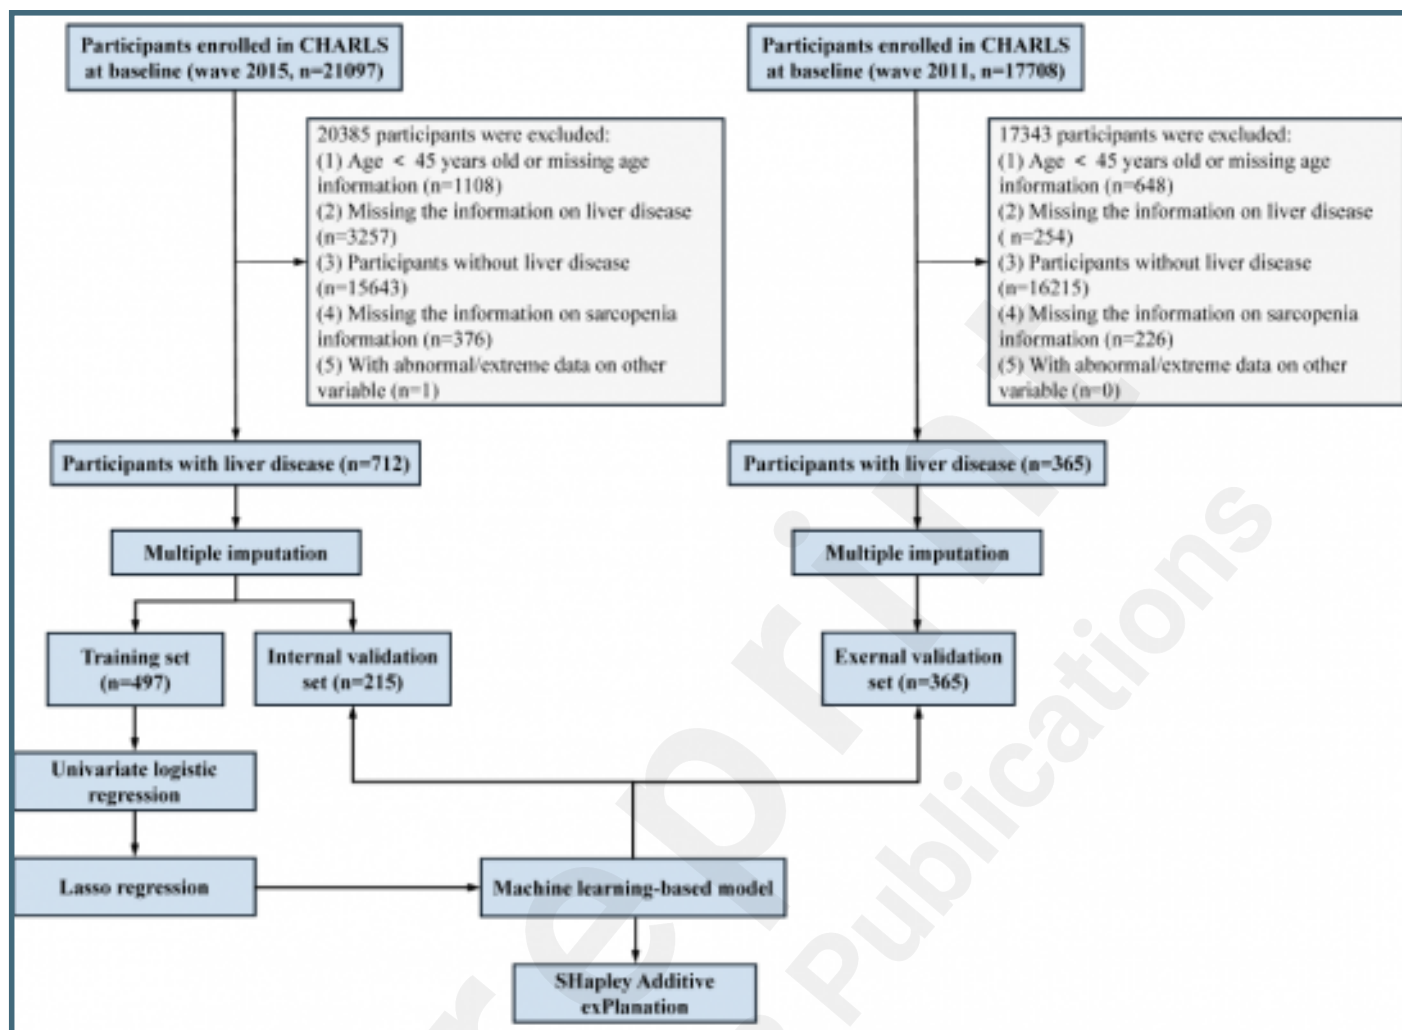 Participants enrolled in CHARLS
at baseline (wave 2015, n=21097)
Participants enrolled in CHARLS
at baseline (wave 2011, n=17708)
20385 participants were excluded:
(1) Age < 45 years old or missing age
information (n=1108)
(2) Missing the information on liver disease
(n=3257)
(3) Participants without liver disease
(n=15643)
(4) Missing the information on sarcopenia
information (n=376)
(5) With abnormal/extreme data on other
variable (n=1)
17343 participants were excluded:
(1) Age < 45 years old or missing age
information (n=648)
(2) Missing the information on liver disease
( n=254)
(3) Participants without liver disease
(n=16215)
(4) Missing the information on sarcopenia
information (n=226)
(5) With abnormal/extreme data on other
variable (n=0)
Participants with liver disease (n=712)
Participants with liver disease (n=365)
Multiple imputation
Multiple imputation
Training set
(n=497)
Internal validation
set (n=215)
Exernal validation
set (n=365)
Univariate logistic
regression
Lasso regression
Machine learning-based model
SHapley Additive
exPlanation
Publications